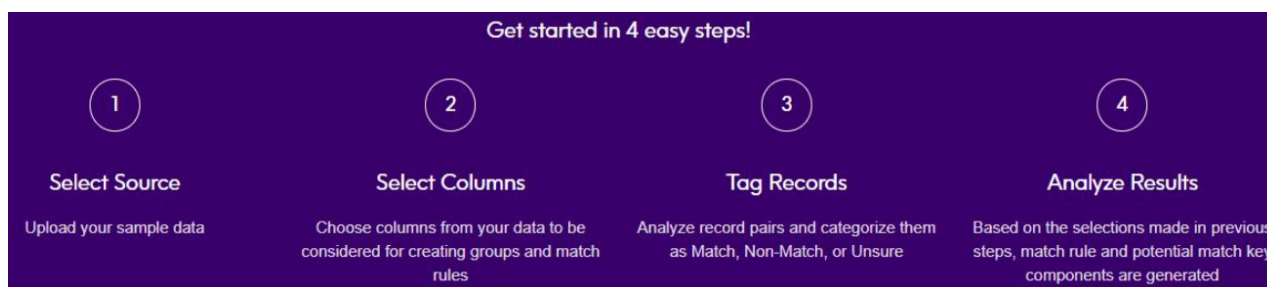 Get started in 4 easy steps!
1
Select Source
Upload your sample data
2
Select Columns
Choose columns from your data to be
considered for creating groups and match
rules
3
Tag Records
Analyze record pairs and categorize them
as Match, Non-Match, or Unsure
4
Analyze Results
Based on the selections made in previous
steps, match rule and potential match key
components are generated